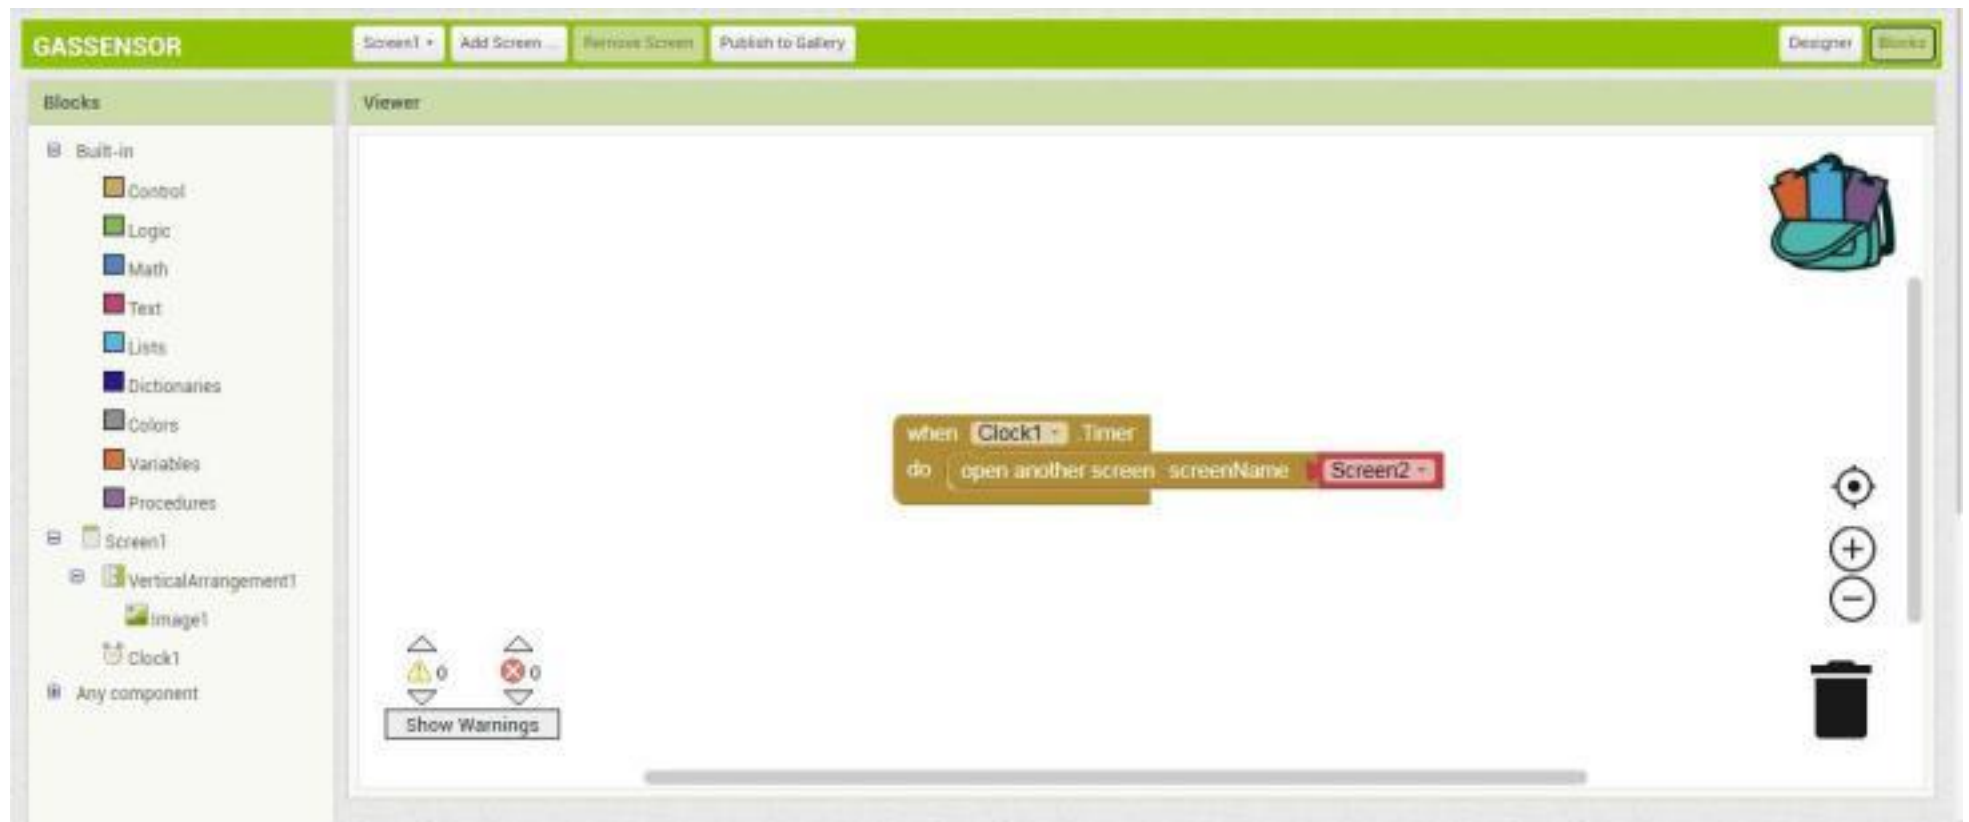 GASSENSOR
Screen1
Add Screen ...
Remove Screen
Publish to Gallery
Designer
Blocks
Blocks
Viewer
Built-in
Control
Logic
Math
Text
Lists
Dictionaries
Colors
Variables
Procedures
Screen1
VerticalArrangement1
Image1
Clock1
Any component
when Clock1 .Timer
do open another screen screenName Screen2
0 0
Show Warnings